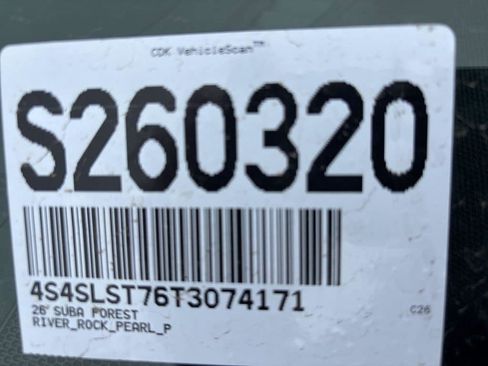 CDK VehicleScan™
S260320
4S4SLST76T3074171
26' SUBA FOREST
RIVER_ROCK_PEARL_P
C26